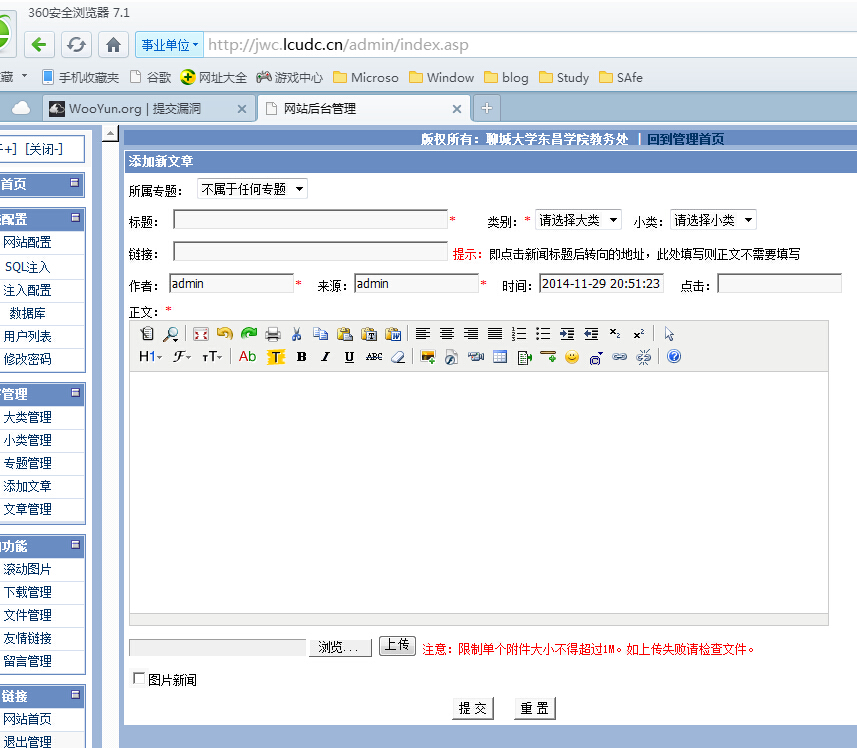 360安全浏览器 7.1
事业单位 http://jwc.lcudc.cn/admin/index.asp
藏 手机收藏夹 谷歌 网址大全 游戏中心 Microso Window blog Study SAfe
WooYun.org | 提交漏洞 网站后台管理
+] [关闭-]
首页
配置
网站配置
SQL注入
注入配置
数据库
用户列表
修改密码
管理
大类管理
小类管理
专题管理
添加文章
文章管理
功能
滚动图片
下载管理
文件管理
友情链接
留言管理
链接
网站首页
退出管理
版权所有：聊城大学东昌学院教务处 | 回到管理首页
添加新文章
所属专题： 不属于任何专题
标题： * 类别：* 请选择大类 小类： 请选择小类
链接： 提示：即点击新闻标题后转向的地址，此处填写则正文不需要填写
作者： admin * 来源： admin * 时间： 2014-11-29 20:51:23 点击：
正文：*
H1 F TT Ab T B I U ABC
浏览... 上传 注意：限制单个附件大小不得超过1M。如上传失败请检查文件。
图片新闻
提交 重置